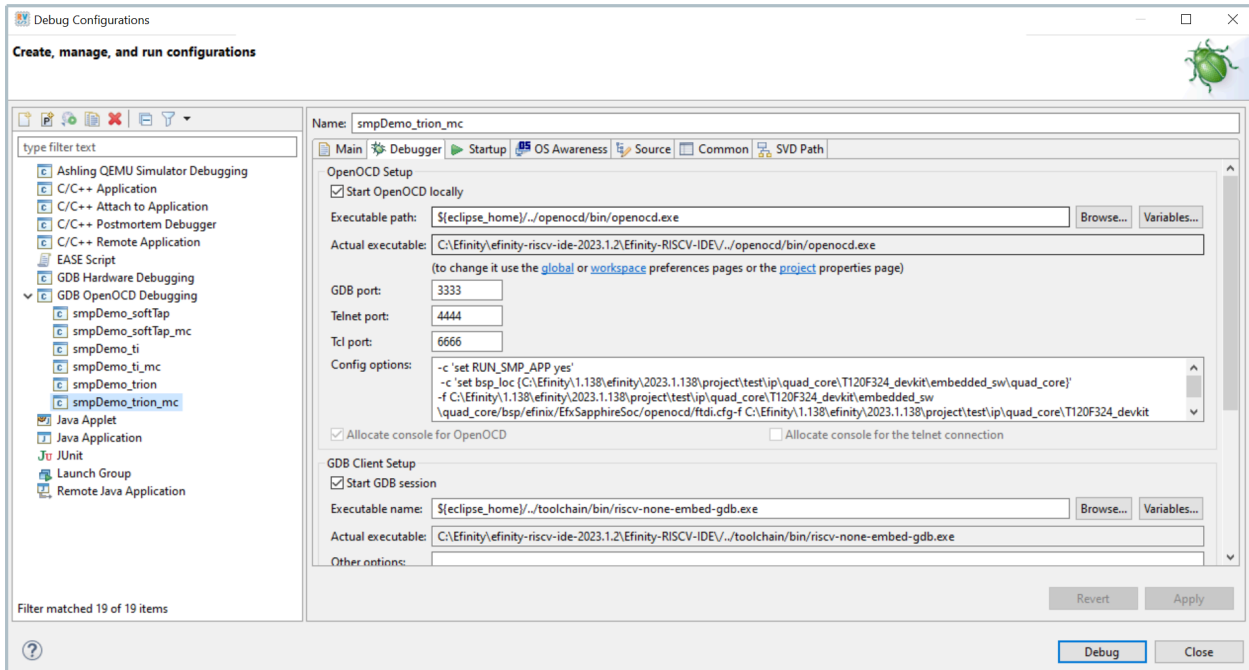 Debug Configurations
Create, manage, and run configurations
type filter text
Ashling QEMU Simulator Debugging
C/C++ Application
C/C++ Attach to Application
C/C++ Postmortem Debugger
C/C++ Remote Application
EASE Script
GDB Hardware Debugging
GDB OpenOCD Debugging
smpDemo_softTap
smpDemo_softTap_mc
smpDemo_ti
smpDemo_ti_mc
smpDemo_trion
smpDemo_trion_mc
Java Applet
Java Application
JUnit
Launch Group
Remote Java Application
Filter matched 19 of 19 items
Name: smpDemo_trion_mc
Main Debugger Startup OS Awareness Source Common SVD Path
OpenOCD Setup
Start OpenOCD locally
Executable path: ${eclipse_home}/../openocd/bin/openocd.exe Browse... Variables...
Actual executable: C:\Efinity\efinity-riscv-ide-2023.1.2\Efinity-RISCV-IDE\/../openocd/bin/openocd.exe
(to change it use the global or workspace preferences pages or the project properties page)
GDB port: 3333
Telnet port: 4444
Tcl port: 6666
Config options: -c 'set RUN_SMP_APP yes'
-c 'set bsp_loc {C:\Efinity\1.138\efinity\2023.1.138\project\test\ip\quad_core\T120F324_devkit\embedded_sw\quad_core}'
-f C:\Efinity\1.138\efinity\2023.1.138\project\test\ip\quad_core\T120F324_devkit\embedded_sw
\quad_core/bsp/efinix/EfxSapphireSoc/openocd/ftdi.cfg-f C:\Efinity\1.138\efinity\2023.1.138\project\test\ip\quad_core\T120F324_devkit
Allocate console for OpenOCD Allocate console for the telnet connection
GDB Client Setup
Start GDB session
Executable name: ${eclipse_home}/../toolchain/bin/riscv-none-embed-gdb.exe Browse... Variables...
Actual executable: C:\Efinity\efinity-riscv-ide-2023.1.2\Efinity-RISCV-IDE\/../toolchain/bin/riscv-none-embed-gdb.exe
Other options:
Revert Apply
Debug Close